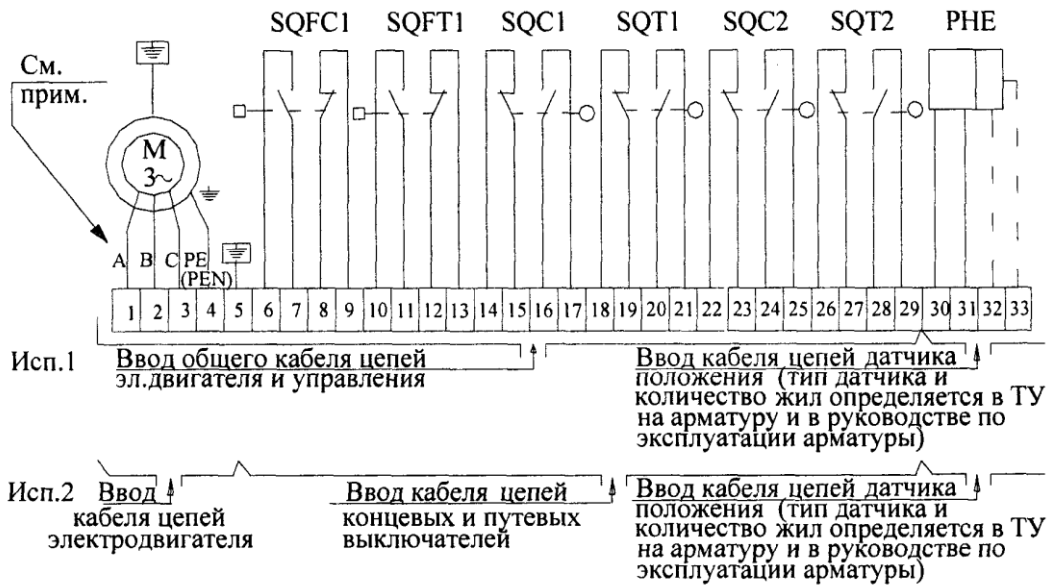 SQFC1 SQFT1 SQC1 SQT1 SQC2 SQT2 PHE
См.
прим.
M
3~
A B C PE
(PEN)
1 2 3 4 5 6 7 8 9 10 11 12 13 14 15 16 17 18 19 20 21 22 23 24 25 26 27 28 29 30 31 32 33
Исп.1
Ввод общего кабеля цепей
эл.двигателя и управления
Ввод кабеля цепей датчика
положения (тип датчика и
количество жил определяется в ТУ
на арматуру и в руководстве по
эксплуатации арматуры)
Исп.2
Ввод
кабеля цепей
электродвигателя
Ввод кабеля цепей
концевых и путевых
выключателей
Ввод кабеля цепей датчика
положения (тип датчика и
количество жил определяется в ТУ
на арматуру и в руководстве по
эксплуатации арматуры)